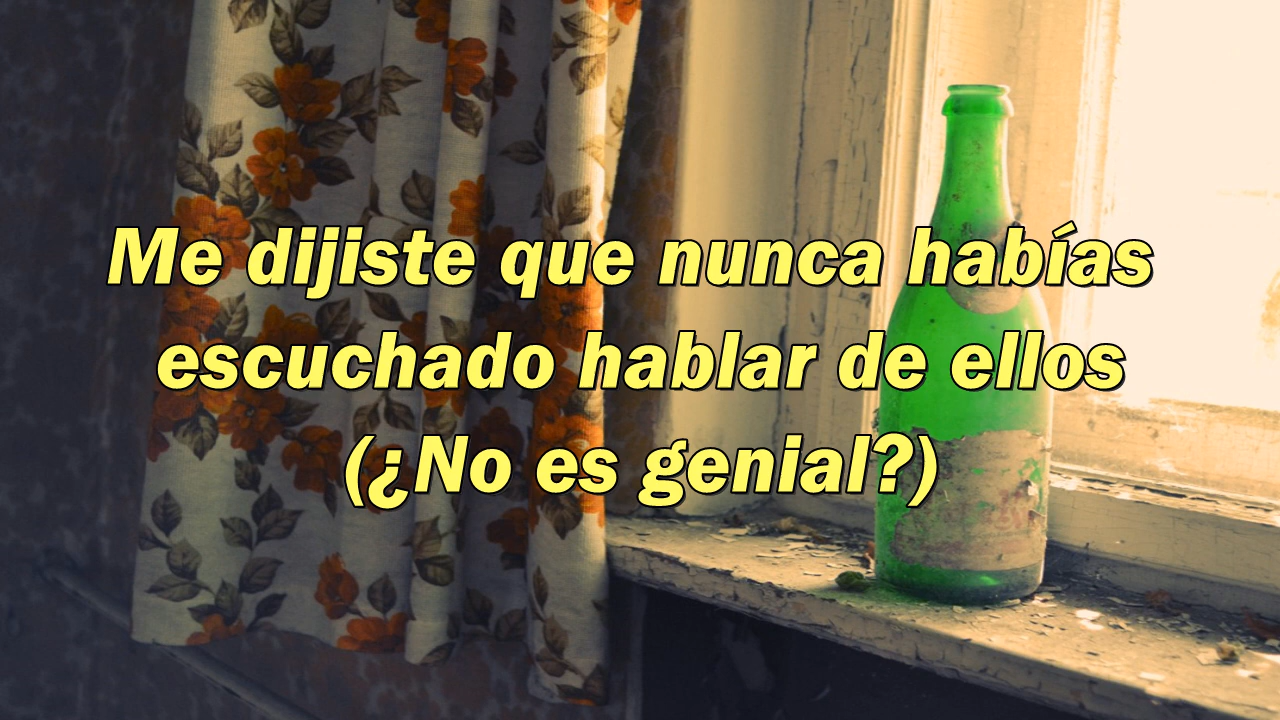 Me dijiste que nunca habías
escuchado hablar de ellos
(¿No es genial?)